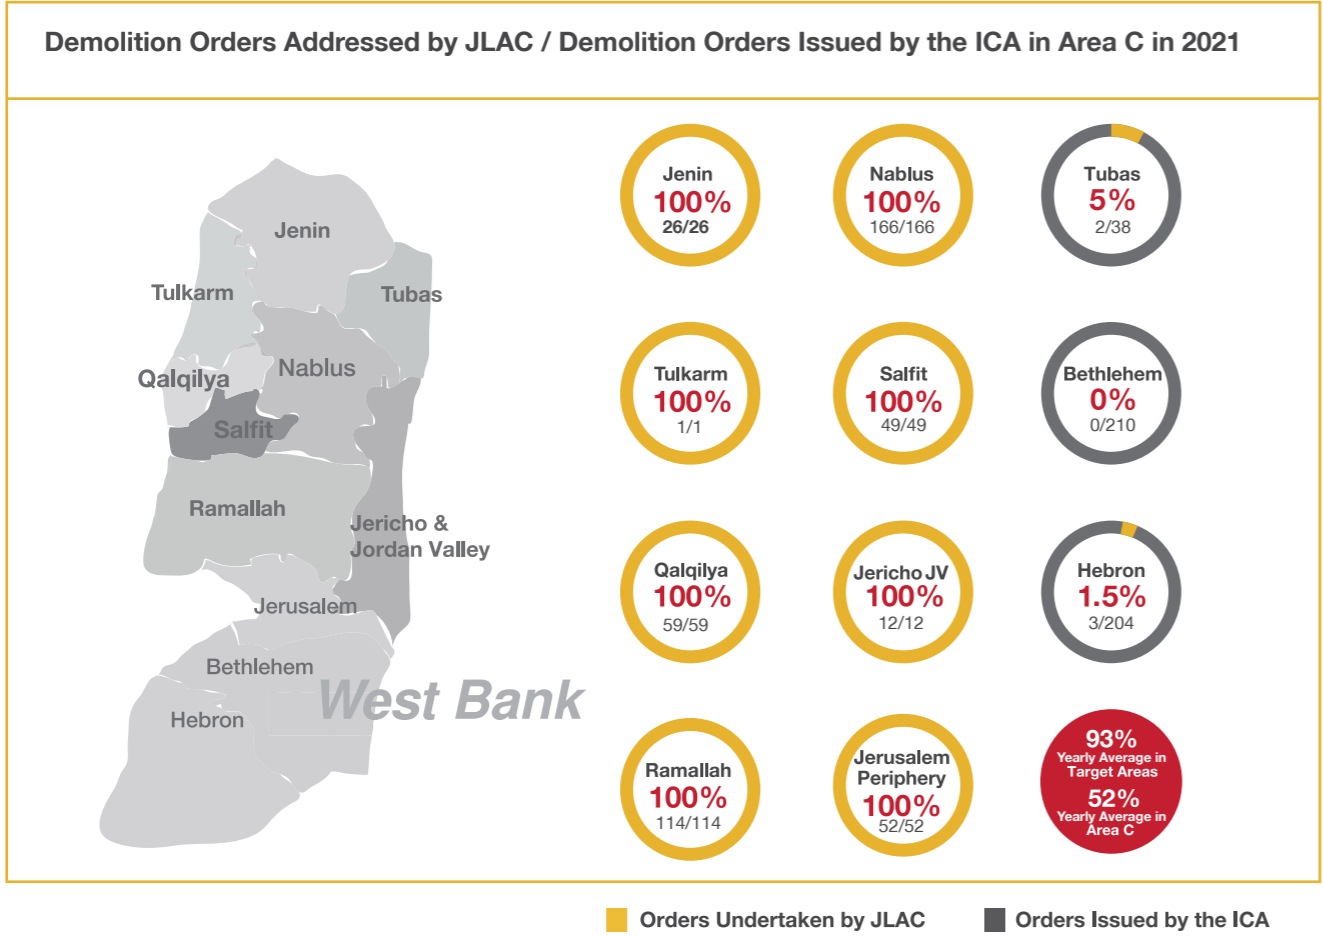 Demolition Orders Addressed by JLAC / Demolition Orders Issued by the ICA in Area C in 2021
Jenin
Tulkarm
Tubas
Qalqilya
Nablus
Salfit
Ramallah
Jericho &
Jordan Valley
Jerusalem
Bethlehem
Hebron
West Bank
Jenin
100%
26/26
Nablus
100%
166/166
Tubas
5%
2/38
Tulkarm
100%
1/1
Salfit
100%
49/49
Bethlehem
0%
0/210
Qalqilya
100%
59/59
Jericho JV
100%
12/12
Hebron
1.5%
3/204
Ramallah
100%
114/114
Jerusalem
Periphery
100%
52/52
93%
Yearly Average in
Target Areas
52%
Yearly Average in
Area C
Orders Undertaken by JLAC
Orders Issued by the ICA